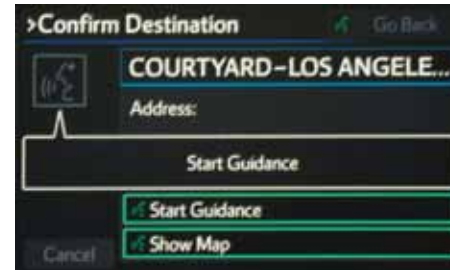 >Confirm Destination Go Back
COURTYARD-LOS ANGELE...
Address:
Start Guidance
Start Guidance
Show Map
Cancel